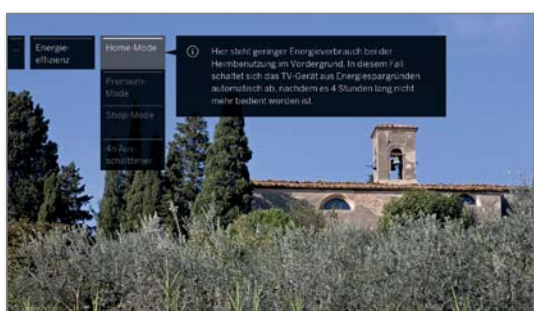 ...
Energie-
effizienz
Home-Mode
Hier steht geringer Energieverbrauch bei der
Heimbenutzung im Vordergrund. In diesem Fall
schaltet sich das TV-Gerät aus Energiespargründen
automatisch ab, nachdem es 4 Stunden lang nicht
mehr bedient worden ist.
Premium-
Mode
Shop-Mode
4h Aus-
schalttimer